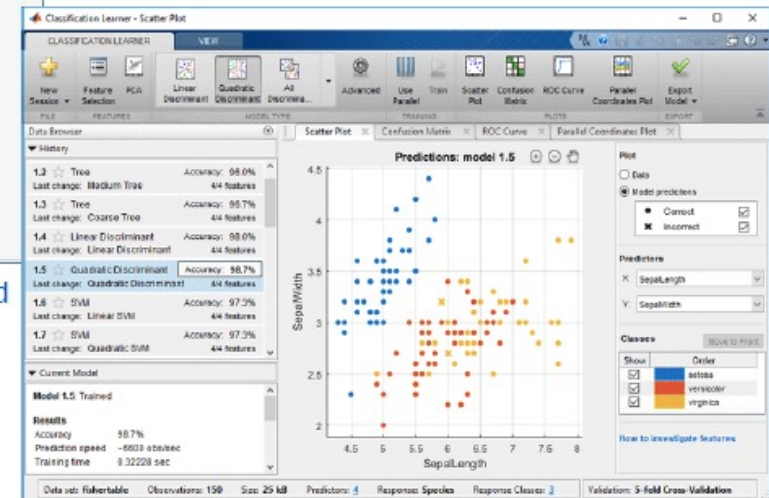 Classification Learner - Scatter Plot
CLASSIFICATION LEARNER VIEW
New Session
Feature Selection
PCA
Linear Discriminant
Quadratic Discriminant
All Discrimina...
Advanced
Use Parallel
Train
Scatter Plot
Confusion Matrix
ROC Curve
Parallel Coordinates Plot
Export Model
FILE FEATURES MODEL TYPE TRAINING PLOTS EXPORT
Data Browser
History
1.2 Tree Accuracy: 98.0%
Last change: Medium Tree 4/4 features
1.3 Tree Accuracy: 96.7%
Last change: Coarse Tree 4/4 features
1.4 Linear Discriminant Accuracy: 98.0%
Last change: Linear Discriminant 4/4 features
1.5 Quadratic Discriminant Accuracy: 98.7%
Last change: Quadratic Discriminant 4/4 features
1.6 SVM Accuracy: 97.3%
Last change: Linear SVM 4/4 features
1.7 SVM Accuracy: 97.3%
Last change: Quadratic SVM 4/4 features
Current Model
Model 1.5: Trained
Results
Accuracy 98.7%
Prediction speed ~6600 obs/sec
Training time 0.32228 sec
Scatter Plot Confusion Matrix ROC Curve Parallel Coordinates Plot
Predictions: model 1.5
4.5
4
3.5
3
2.5
2
SepalWidth
4.5 5 5.5 6 6.5 7 7.5 8
SepalLength
Plot
Data
Model predictions
Correct
Incorrect
Predictors
X: SepalLength
Y: SepalWidth
Classes Move to Front
Show Order
setosa
versicolor
virginica
How to investigate features
Data set: fishertable Observations: 150 Size: 25 kB Predictors: 4 Response: Species Response Classes: 3 Validation: 5-fold Cross-Validation